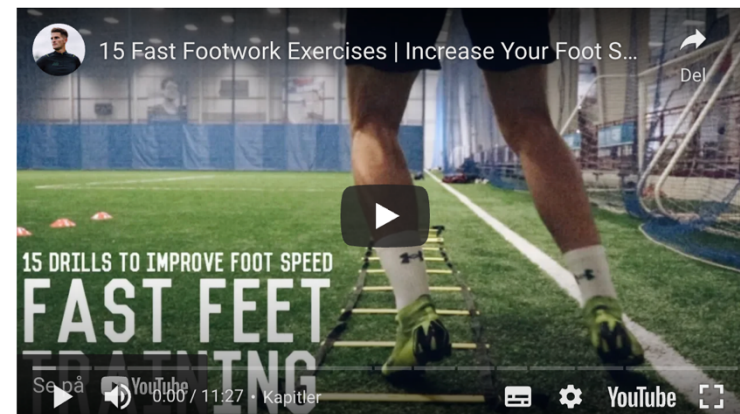 15 Fast Footwork Exercises | Increase Your Foot S...
Del
15 DRILLS TO IMPROVE FOOT SPEED
FAST FEET
TRAINING
Se på YouTube
0:00 / 11:27 • Kapitler
YouTube